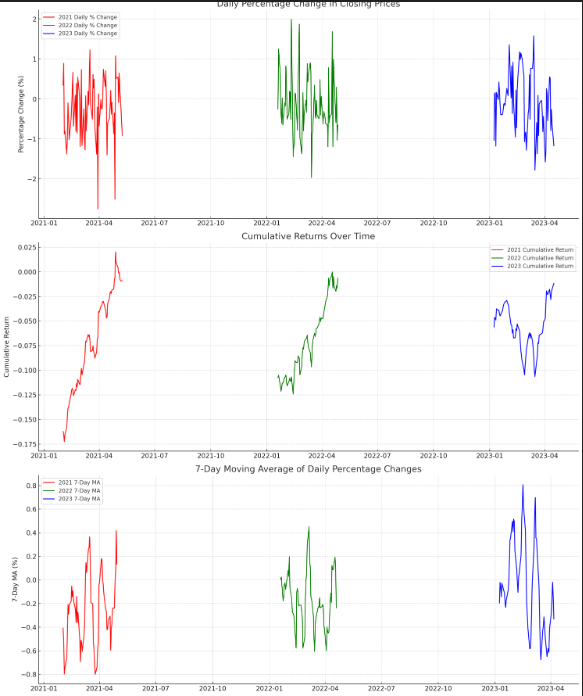 Daily Percentage Change in Closing Prices
2021 Daily % Change
2022 Daily % Change
2023 Daily % Change
Percentage Change (%)
2
1
0
−1
−2
2021-01 2021-04 2021-07 2021-10 2022-01 2022-04 2022-07 2022-10 2023-01 2023-04
Cumulative Returns Over Time
2021 Cumulative Return
2022 Cumulative Return
2023 Cumulative Return
Cumulative Return
0.025
0.000
−0.025
−0.050
−0.075
−0.100
−0.125
−0.150
−0.175
2021-01 2021-04 2021-07 2021-10 2022-01 2022-04 2022-07 2022-10 2023-01 2023-04
7-Day Moving Average of Daily Percentage Changes
2021 7-Day MA
2022 7-Day MA
2023 7-Day MA
7-Day MA (%)
0.8
0.6
0.4
0.2
0.0
−0.2
−0.4
−0.6
−0.8
2021-01 2021-04 2021-07 2021-10 2022-01 2022-04 2022-07 2022-10 2023-01 2023-04